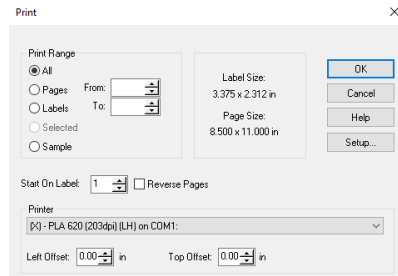 Print
Print Range
All
Pages From:
Labels To:
Selected
Sample
Label Size:
3.375 x 2.312 in
Page Size:
8.500 x 11.000 in
OK
Cancel
Help
Setup...
Start On Label: 1 Reverse Pages
Printer
(X) - PLA 620 (203dpi) (LH) on COM1:
Left Offset: 0.00 in Top Offset: 0.00 in